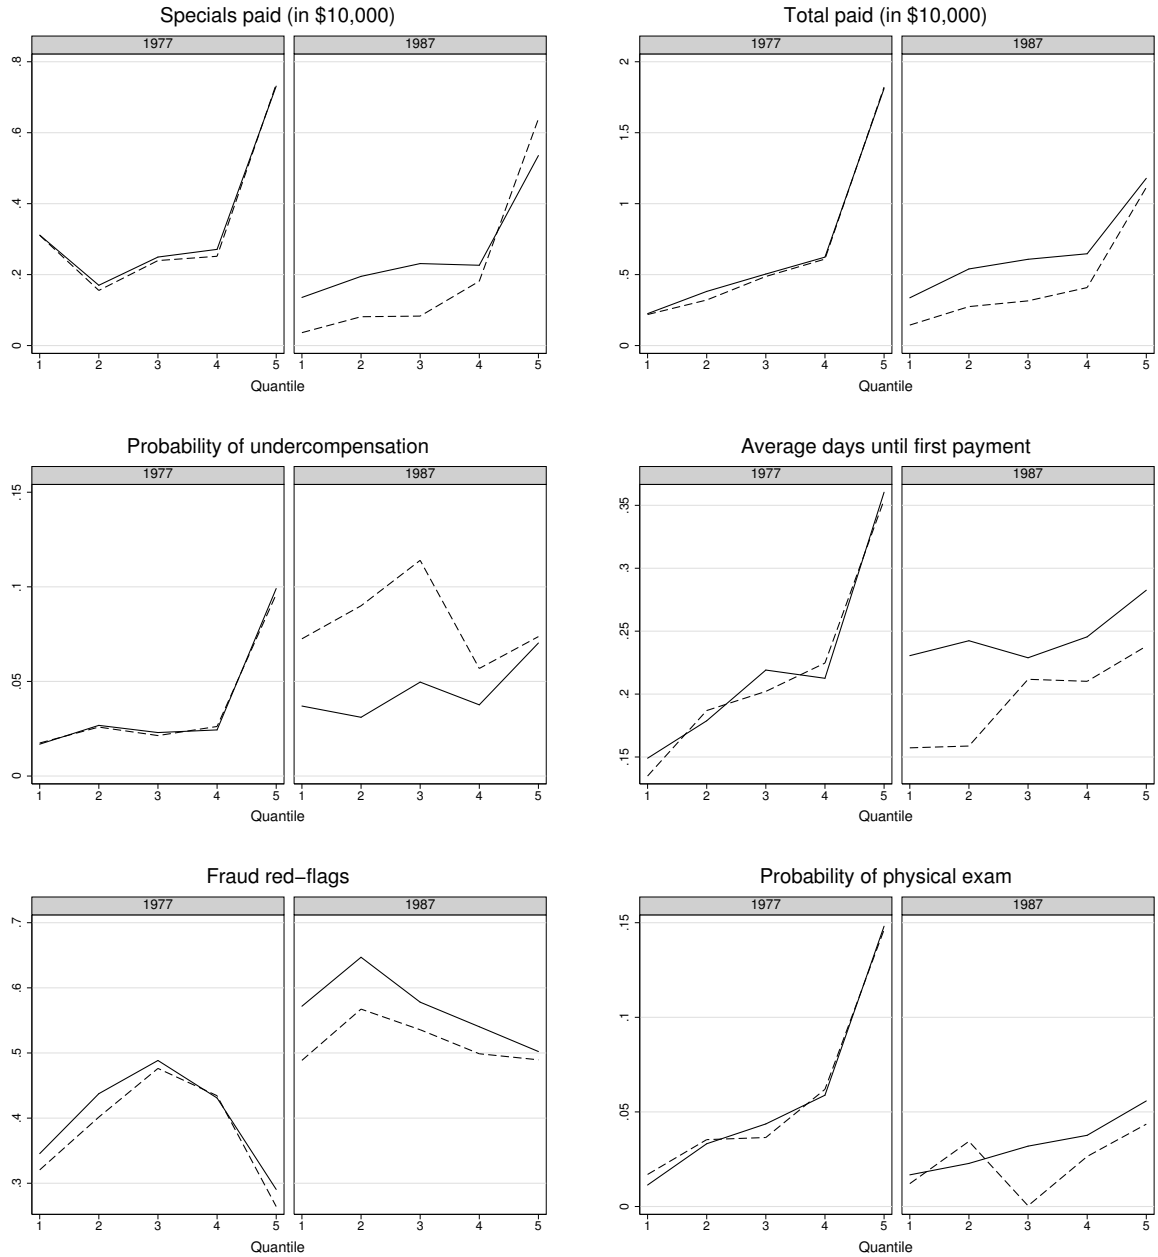 Specials paid (in $10,000)
1977 1987
.8
.6
.4
.2
0
1 2 3 4 5 1 2 3 4 5
Quantile
Total paid (in $10,000)
1977 1987
2
1.5
1
.5
0
1 2 3 4 5 1 2 3 4 5
Quantile
Probability of undercompensation
1977 1987
.15
.1
.05
0
1 2 3 4 5 1 2 3 4 5
Quantile
Average days until first payment
1977 1987
.35
.3
.25
.2
.15
1 2 3 4 5 1 2 3 4 5
Quantile
Fraud red−flags
1977 1987
.7
.6
.5
.4
.3
1 2 3 4 5 1 2 3 4 5
Quantile
Probability of physical exam
1977 1987
.15
.1
.05
0
1 2 3 4 5 1 2 3 4 5
Quantile